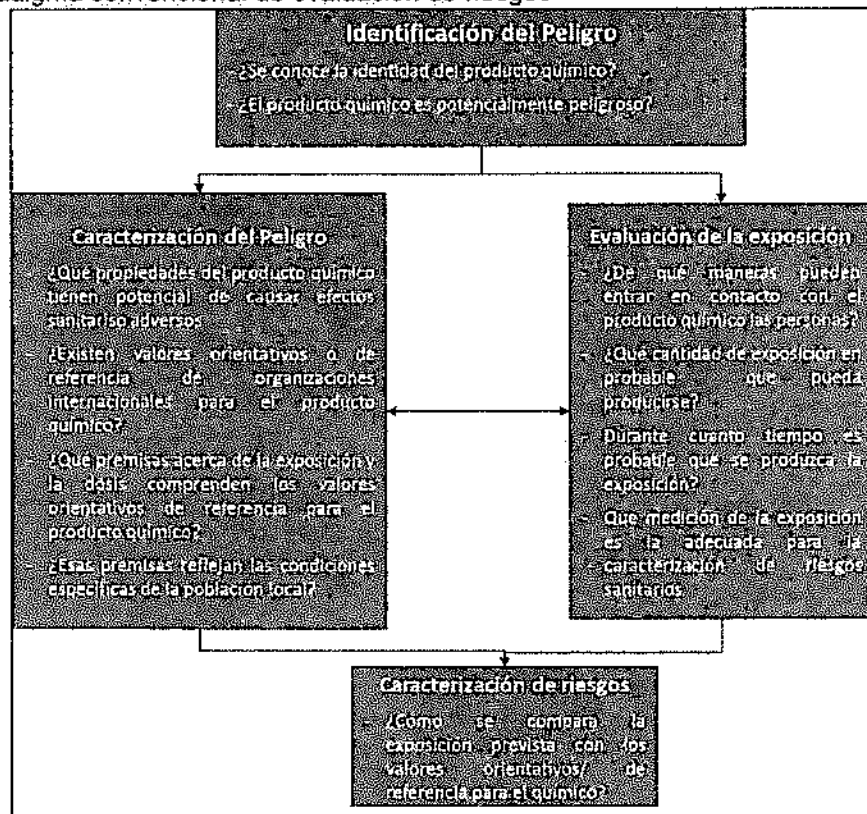 convencional de evaluación de riesgos
Identificación del Peligro
- ¿Se conoce la identidad del producto químico?
- ¿El producto químico es potencialmente peligroso?
Caracterización del Peligro
- ¿Qué propiedades del producto químico
tienen potencial de causar efectos
sanitariso adversos
- ¿Existen valores orientativos o de
referencia de organizaciones
internacionales para el producto
químico?
- ¿Qué premisas acerca de la exposición y
la dosis comprenden los valores
orientativos de referencia para el
producto químico?
- ¿Esas premisas reflejan las condiciones
específicas de la población local?
Evaluación de la exposición
- ¿De qué maneras pueden
entrar en contacto con el
producto químico las personas?
- ¿Qué cantidad de exposición en
probable que pueda
producirse?
- Durante cuanto tiempo es
probable que se produzca la
exposición?
- Que medición de la exposición
es la adecuada para la
caracterización de riesgos
sanitarios
Caracterización de riesgos
- ¿Cómo se compara la
exposición prevista con los
valores orientativos/ de
referencia para el químico?